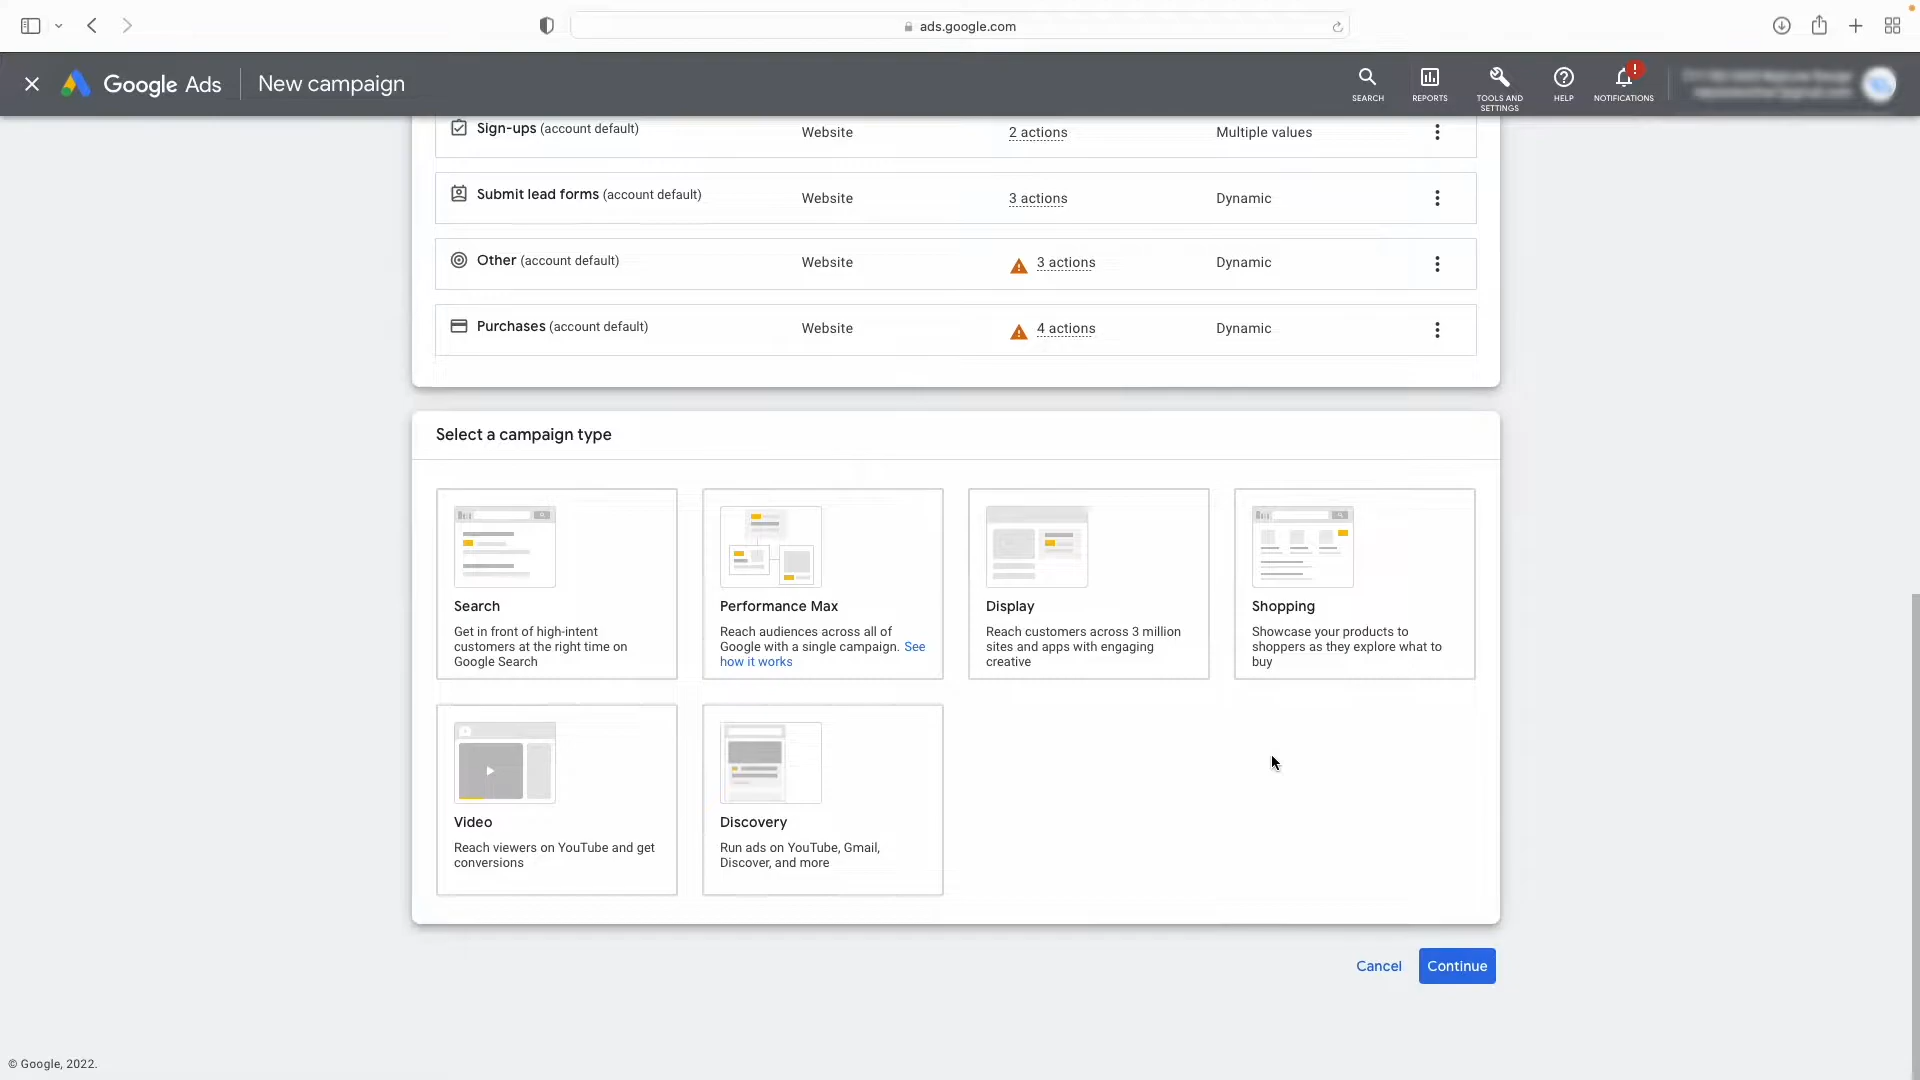 ads.google.com
Google Ads
New campaign
SEARCH
REPORTS
TOOLS AND
SETTINGS
HELP
NOTIFICATIONS
!
Sign-ups (account default)
Website
2 actions
Multiple values
Submit lead forms (account default)
Website
3 actions
Dynamic
Other (account default)
Website
3 actions
Dynamic
Purchases (account default)
Website
4 actions
Dynamic
Select a campaign type
Search
Get in front of high-intent
customers at the right time on
Google Search
Performance Max
Reach audiences across all of
Google with a single campaign. See
how it works
Display
Reach customers across 3 million
sites and apps with engaging
creative
Shopping
Showcase your products to
shoppers as they explore what to
buy
Video
Reach viewers on YouTube and get
conversions
Discovery
Run ads on YouTube, Gmail,
Discover, and more
Cancel
Continue
© Google, 2022.